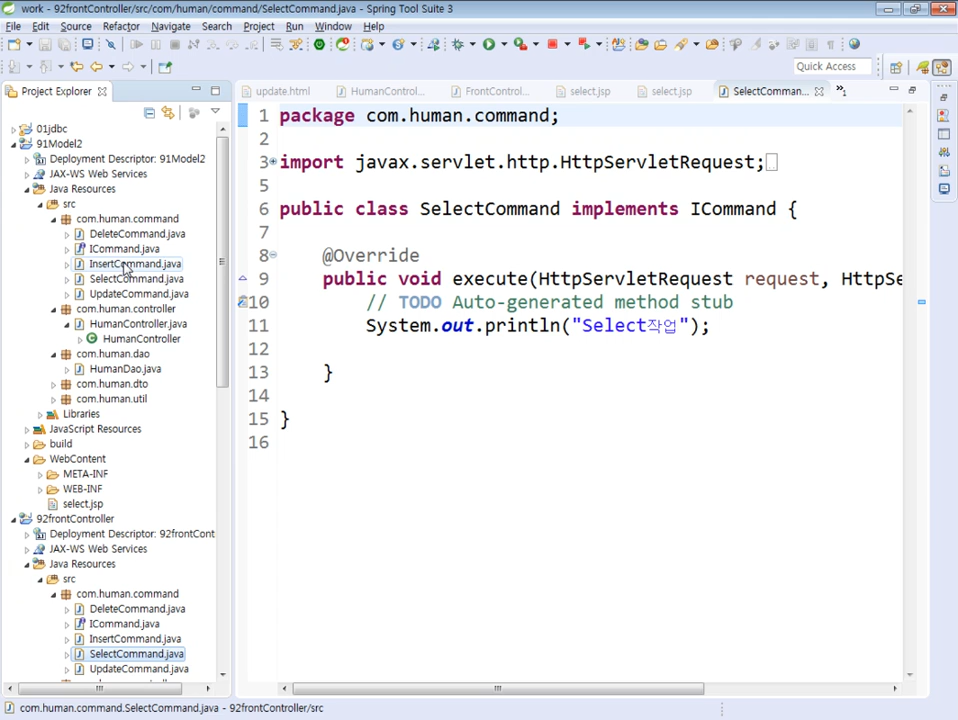 work - 92frontController/src/com/human/command/SelectCommand.java - Spring Tool Suite 3
File Edit Source Refactor Navigate Search Project Run Window Help
Quick Access
Project Explorer
update.html HumanControl... FrontControl... select.jsp select.jsp SelectComman... »1
01jdbc
91Model2
Deployment Descriptor: 91Model2
JAX-WS Web Services
Java Resources
src
com.human.command
DeleteCommand.java
ICommand.java
InsertCommand.java
SelectCommand.java
UpdateCommand.java
com.human.controller
HumanController.java
HumanController
com.human.dao
HumanDao.java
com.human.dto
com.human.util
Libraries
JavaScript Resources
build
WebContent
META-INF
WEB-INF
select.jsp
92frontController
Deployment Descriptor: 92frontCont
JAX-WS Web Services
Java Resources
src
com.human.command
DeleteCommand.java
ICommand.java
InsertCommand.java
SelectCommand.java
UpdateCommand.java
1 package com.human.command;
2
3 import javax.servlet.http.HttpServletRequest;
5
6 public class SelectCommand implements ICommand {
7
8 @Override
9 public void execute(HttpServletRequest request, HttpSe
10 // TODO Auto-generated method stub
11 System.out.println("Select작업");
12
13 }
14
15 }
16
com.human.command.SelectCommand.java - 92frontController/src